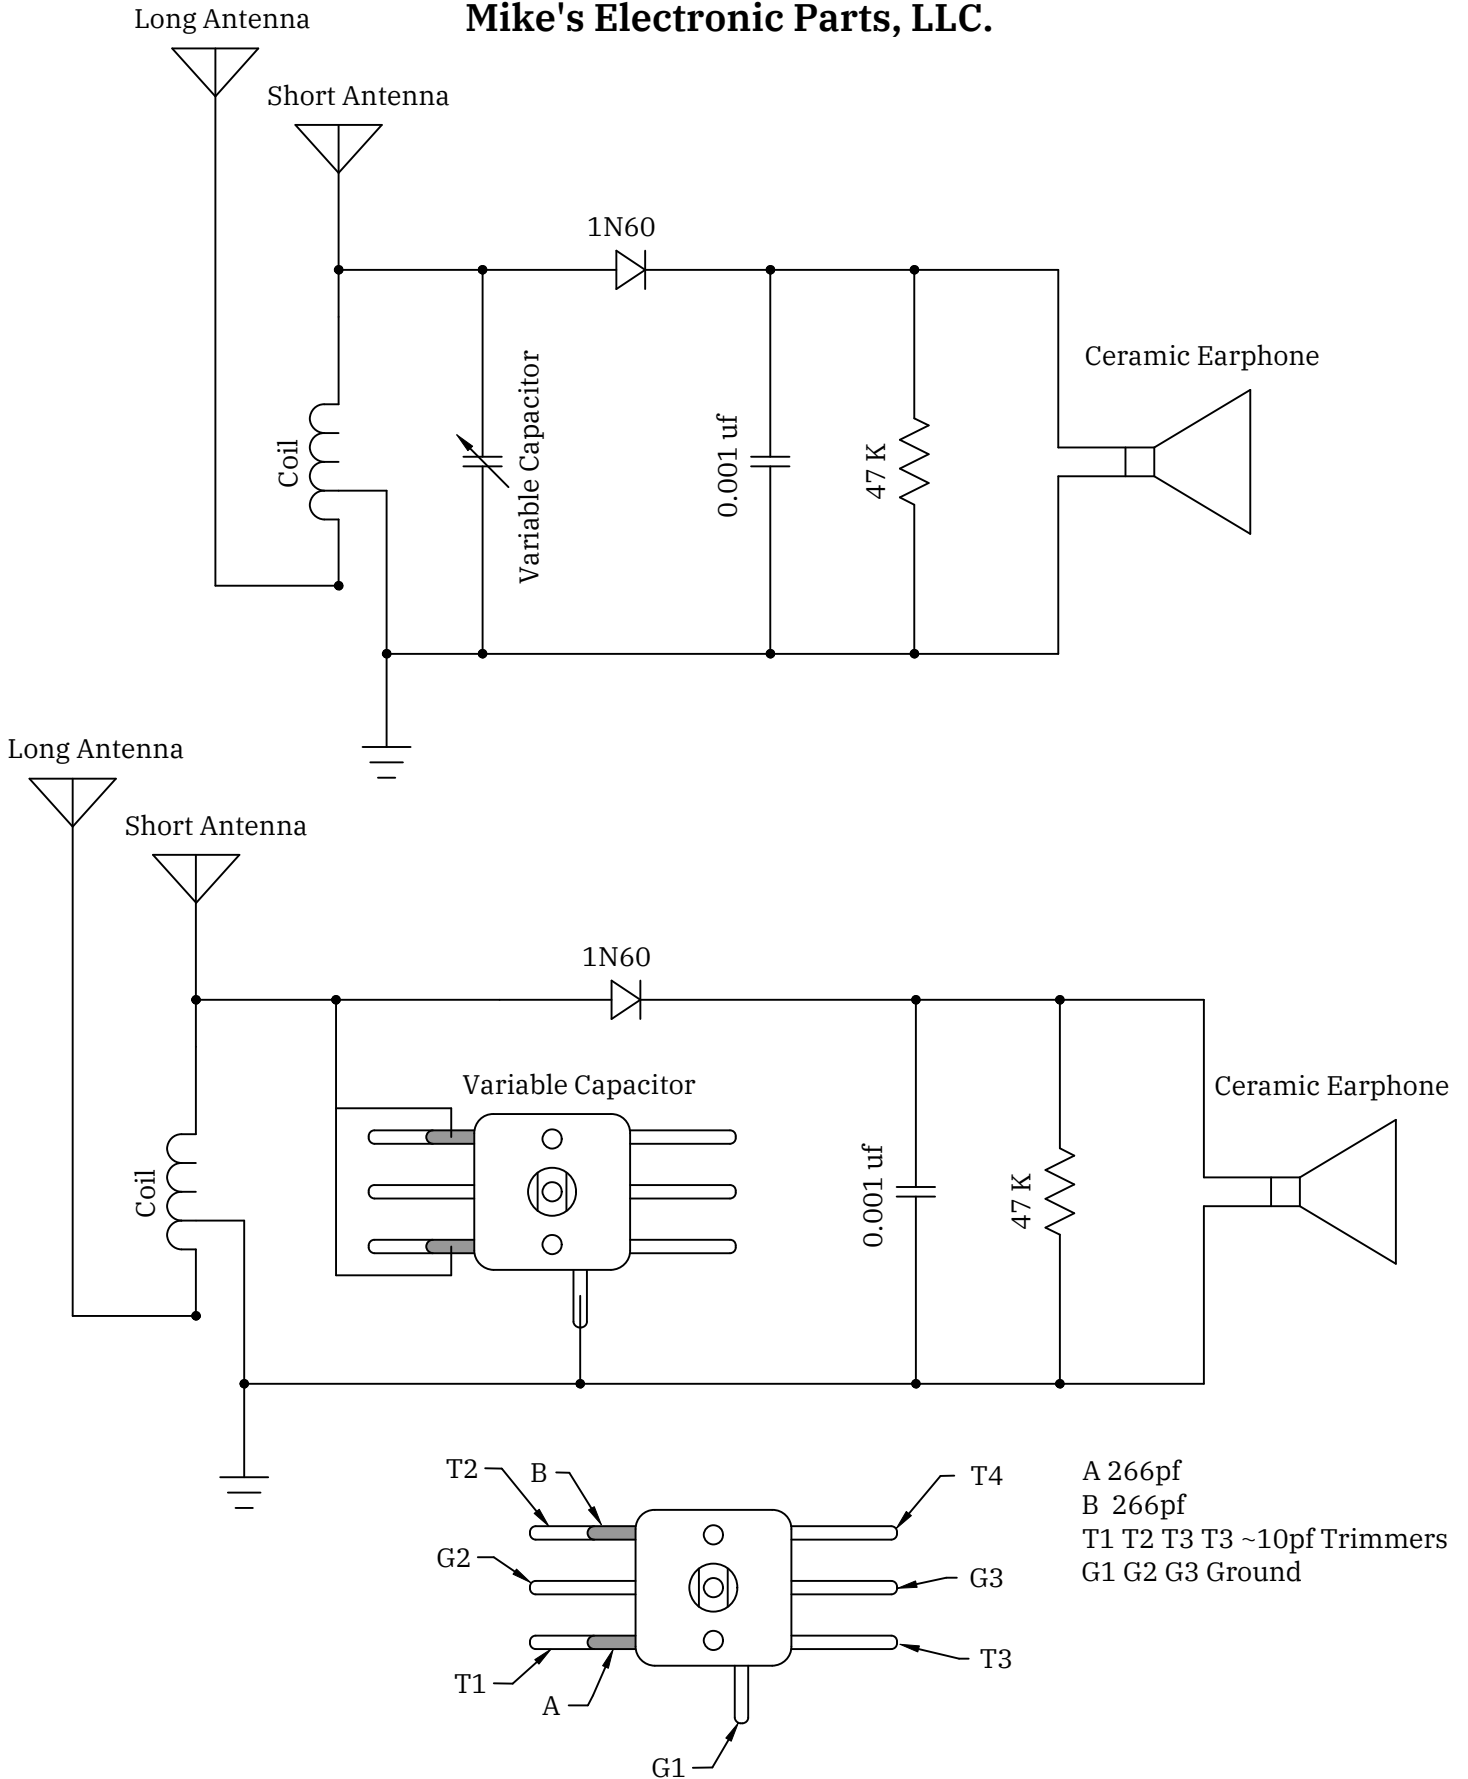 Mike's Electronic Parts, LLC.
Long Antenna
Short Antenna
1N60
Ceramic Earphone
Coil
Variable Capacitor
0.001 uf
47 K
Long Antenna
Short Antenna
1N60
Variable Capacitor
Ceramic Earphone
Coil
0.001 uf
47 K
T2
B
T4
G2
G3
T1
A
T3
G1
A 266pf
B 266pf
T1 T2 T3 T3 ~10pf Trimmers
G1 G2 G3 Ground